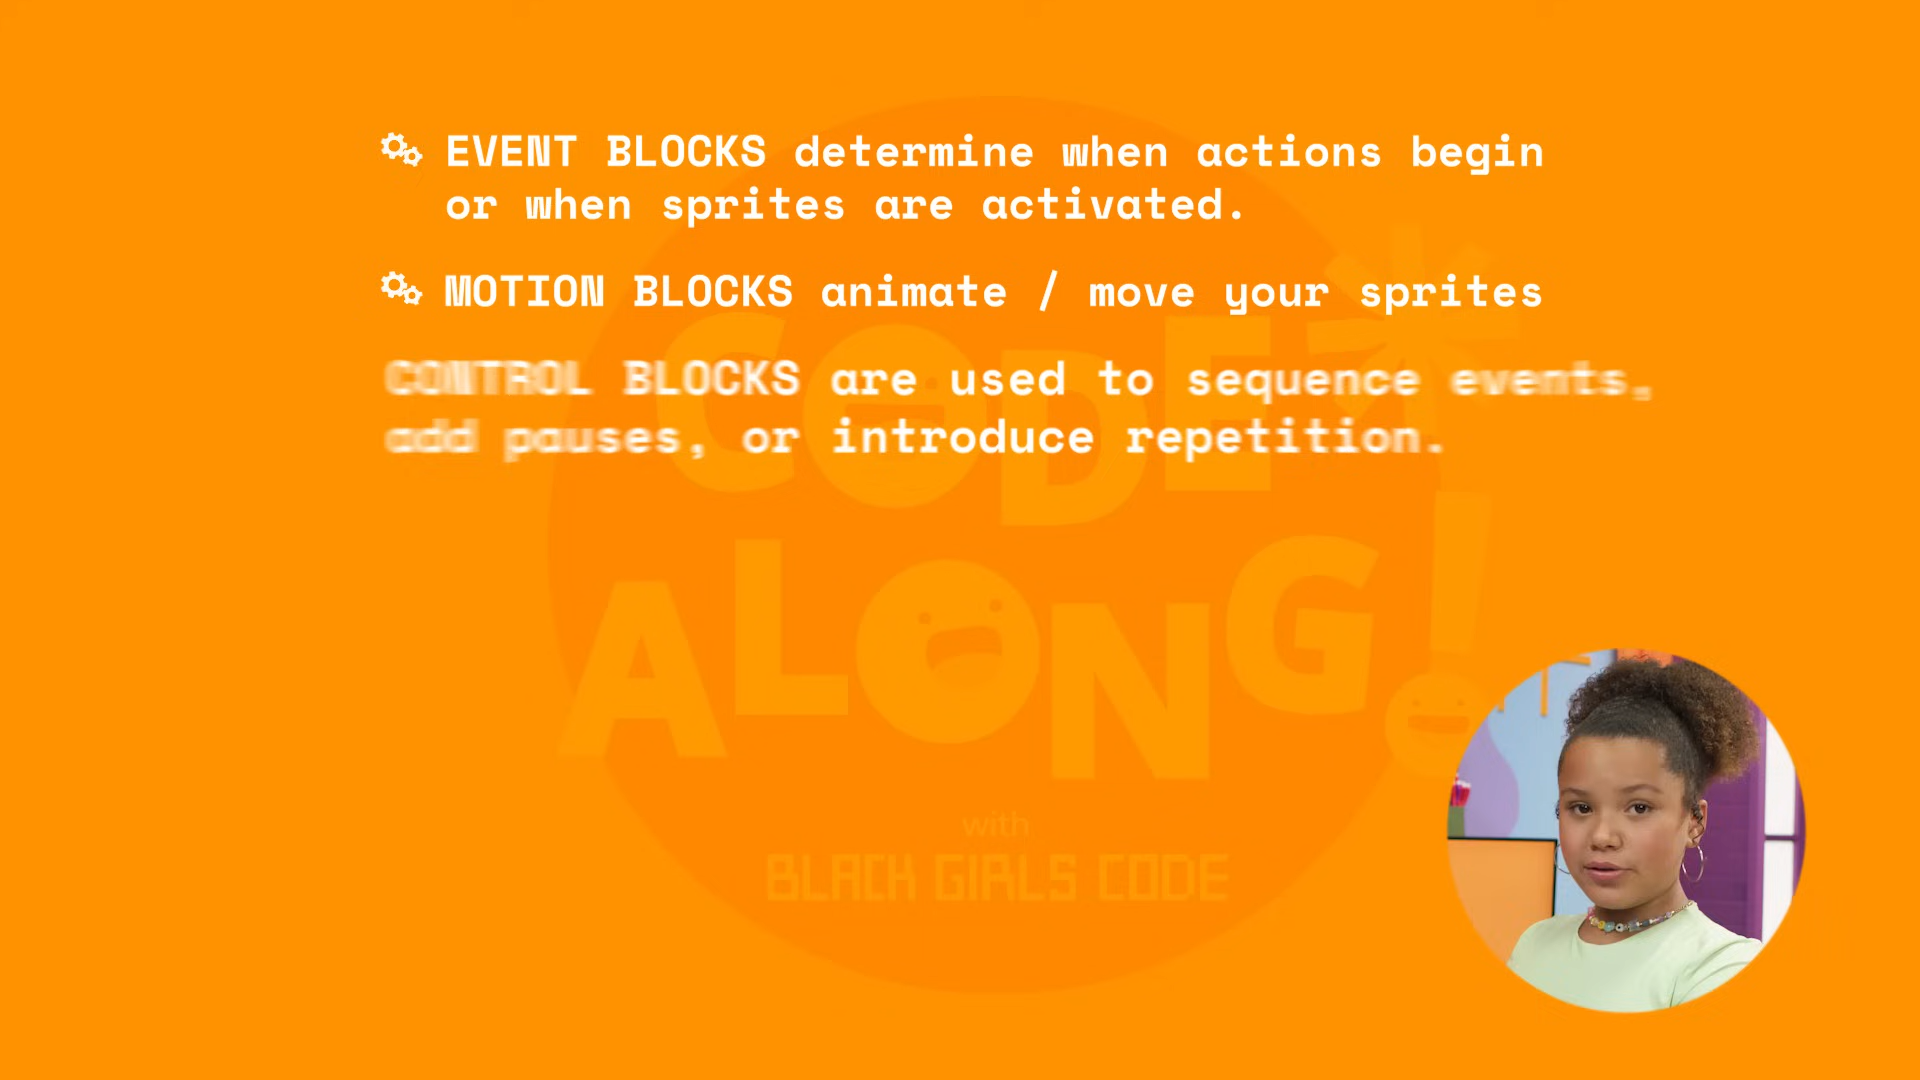 EVENT BLOCKS determine when actions begin
or when sprites are activated.
MOTION BLOCKS animate / move your sprites
CONTROL BLOCKS are used to sequence events,
add pauses, or introduce repetition.
CODE
ALONG!
with
BLACK GIRLS CODE